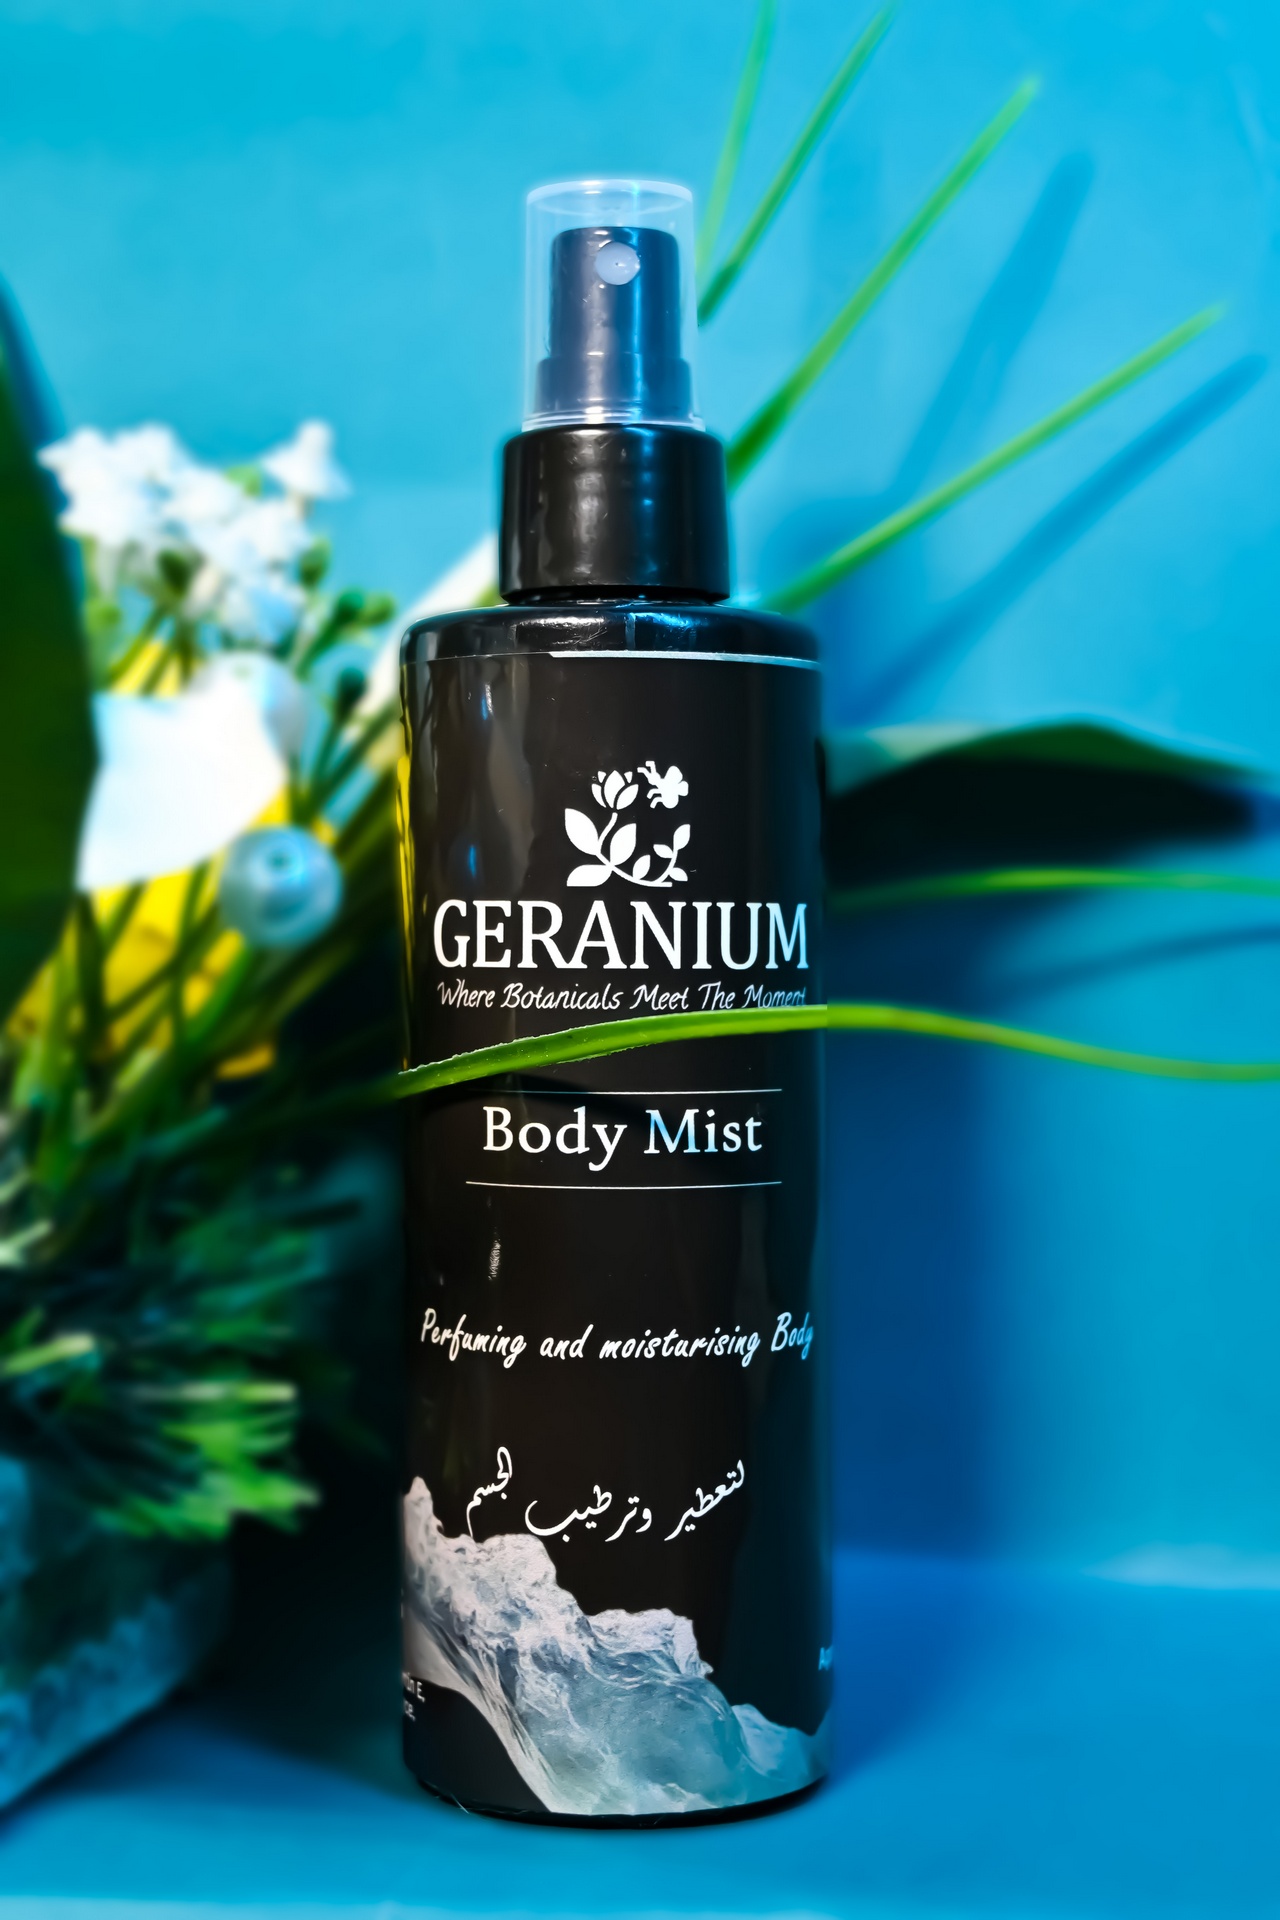 GERANIUM
Where Botanicals Meet The Moment
Body Mist
Perfuming and moisturising Body
لتعطير وترطيب الجسم